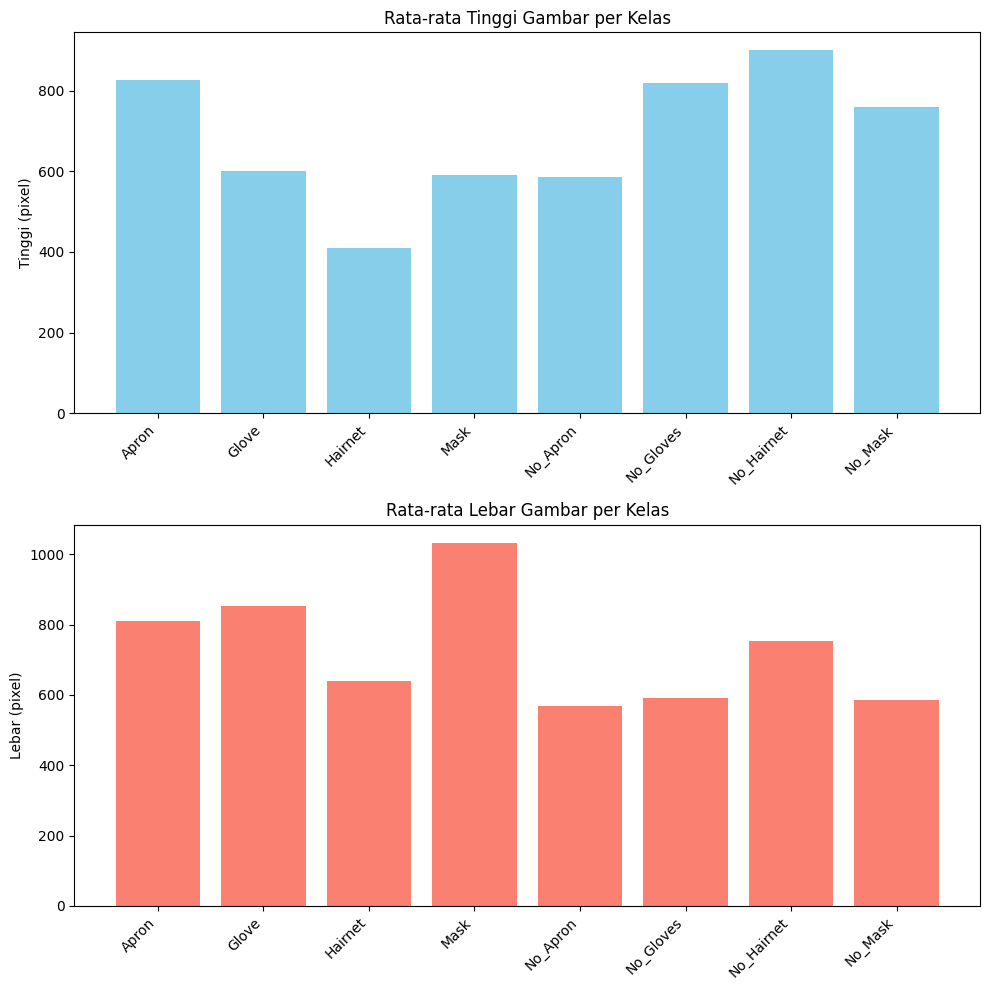 Rata-rata Tinggi Gambar per Kelas
Tinggi (pixel)
800
600
400
200
0
Apron
Glove
Hairnet
Mask
No_Apron
No_Gloves
No_Hairnet
No_Mask
Rata-rata Lebar Gambar per Kelas
Lebar (pixel)
1000
800
600
400
200
0
Apron
Glove
Hairnet
Mask
No_Apron
No_Gloves
No_Hairnet
No_Mask